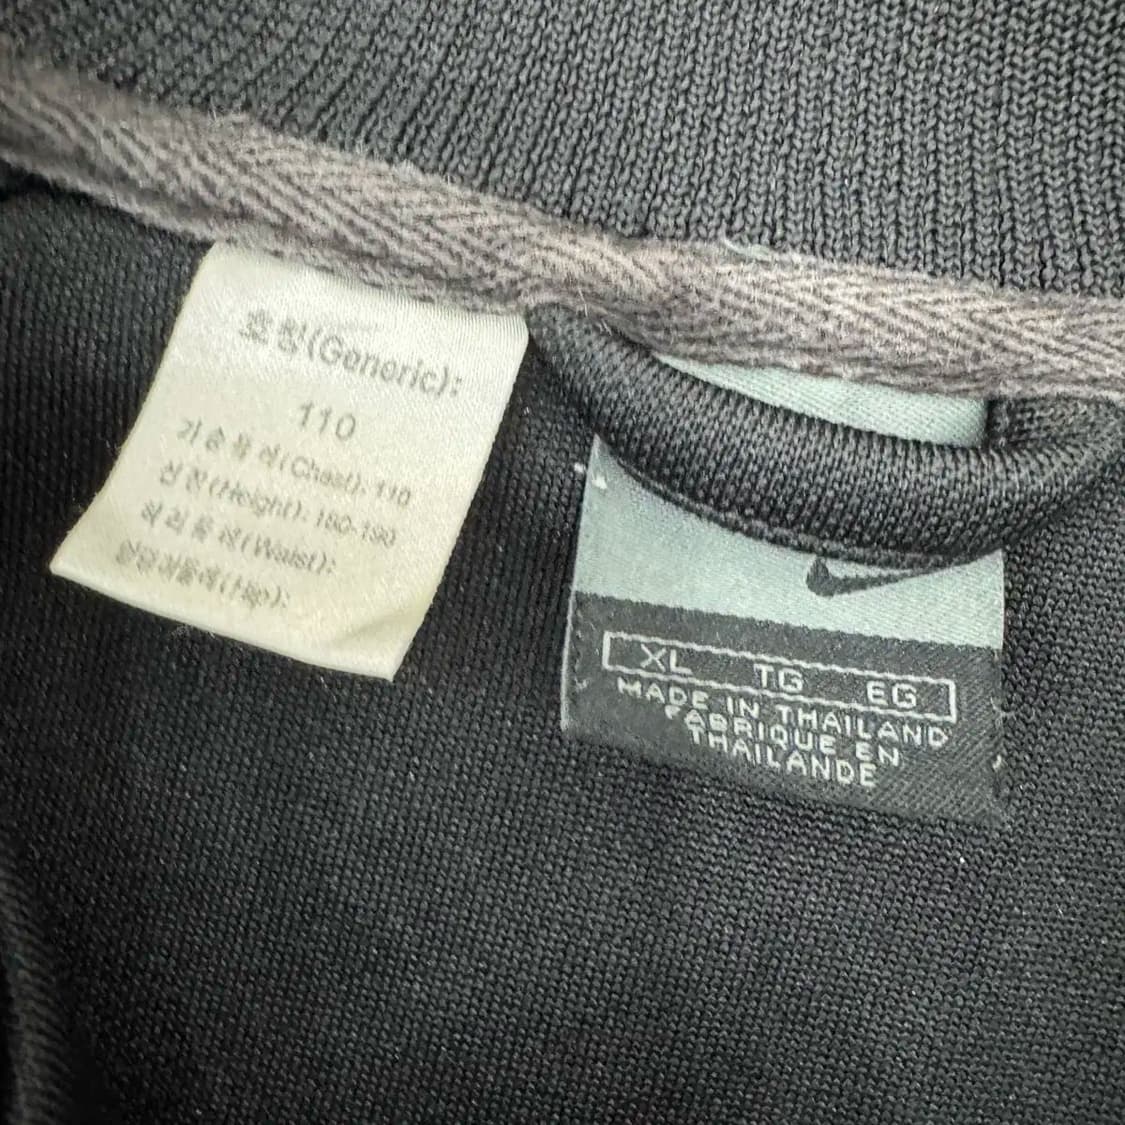 호칭(Generic):
110
가슴둘레(Chest): 110
신장(Height): 180-190
허리둘레(Waist):
엉덩이둘레(Hip):
XL TG EG
MADE IN THAILAND
FABRIQUE EN
THAILANDE